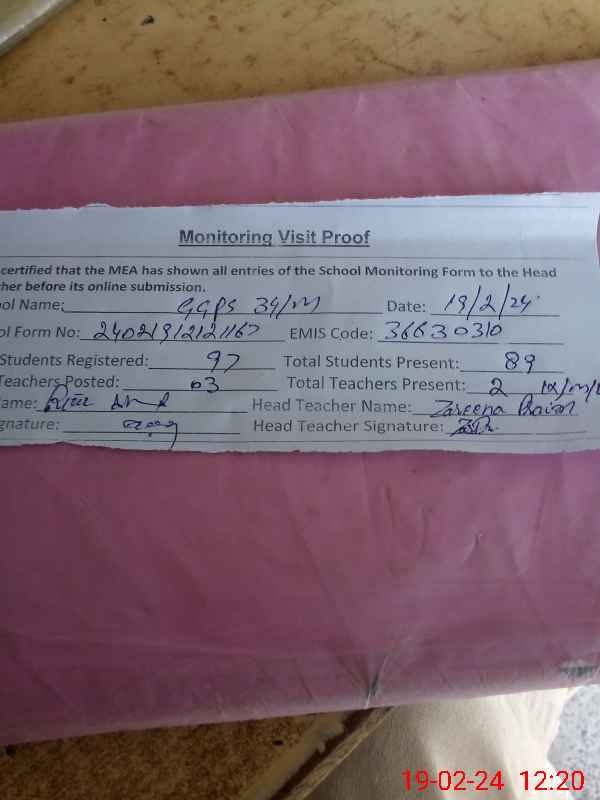 Monitoring Visit Proof
certified that the MEA has shown all entries of the School Monitoring Form to the Head
her before its online submission.
ool Name: GGPS 34/M Date: 19/2/24
ol Form No: EMIS Code: 36630310
Students Registered: 97 Total Students Present: 89
Teachers Posted: 03 Total Teachers Present: 2
ame: Head Teacher Name: Zareena
gnature: Head Teacher Signature:
19-02-24 12:20